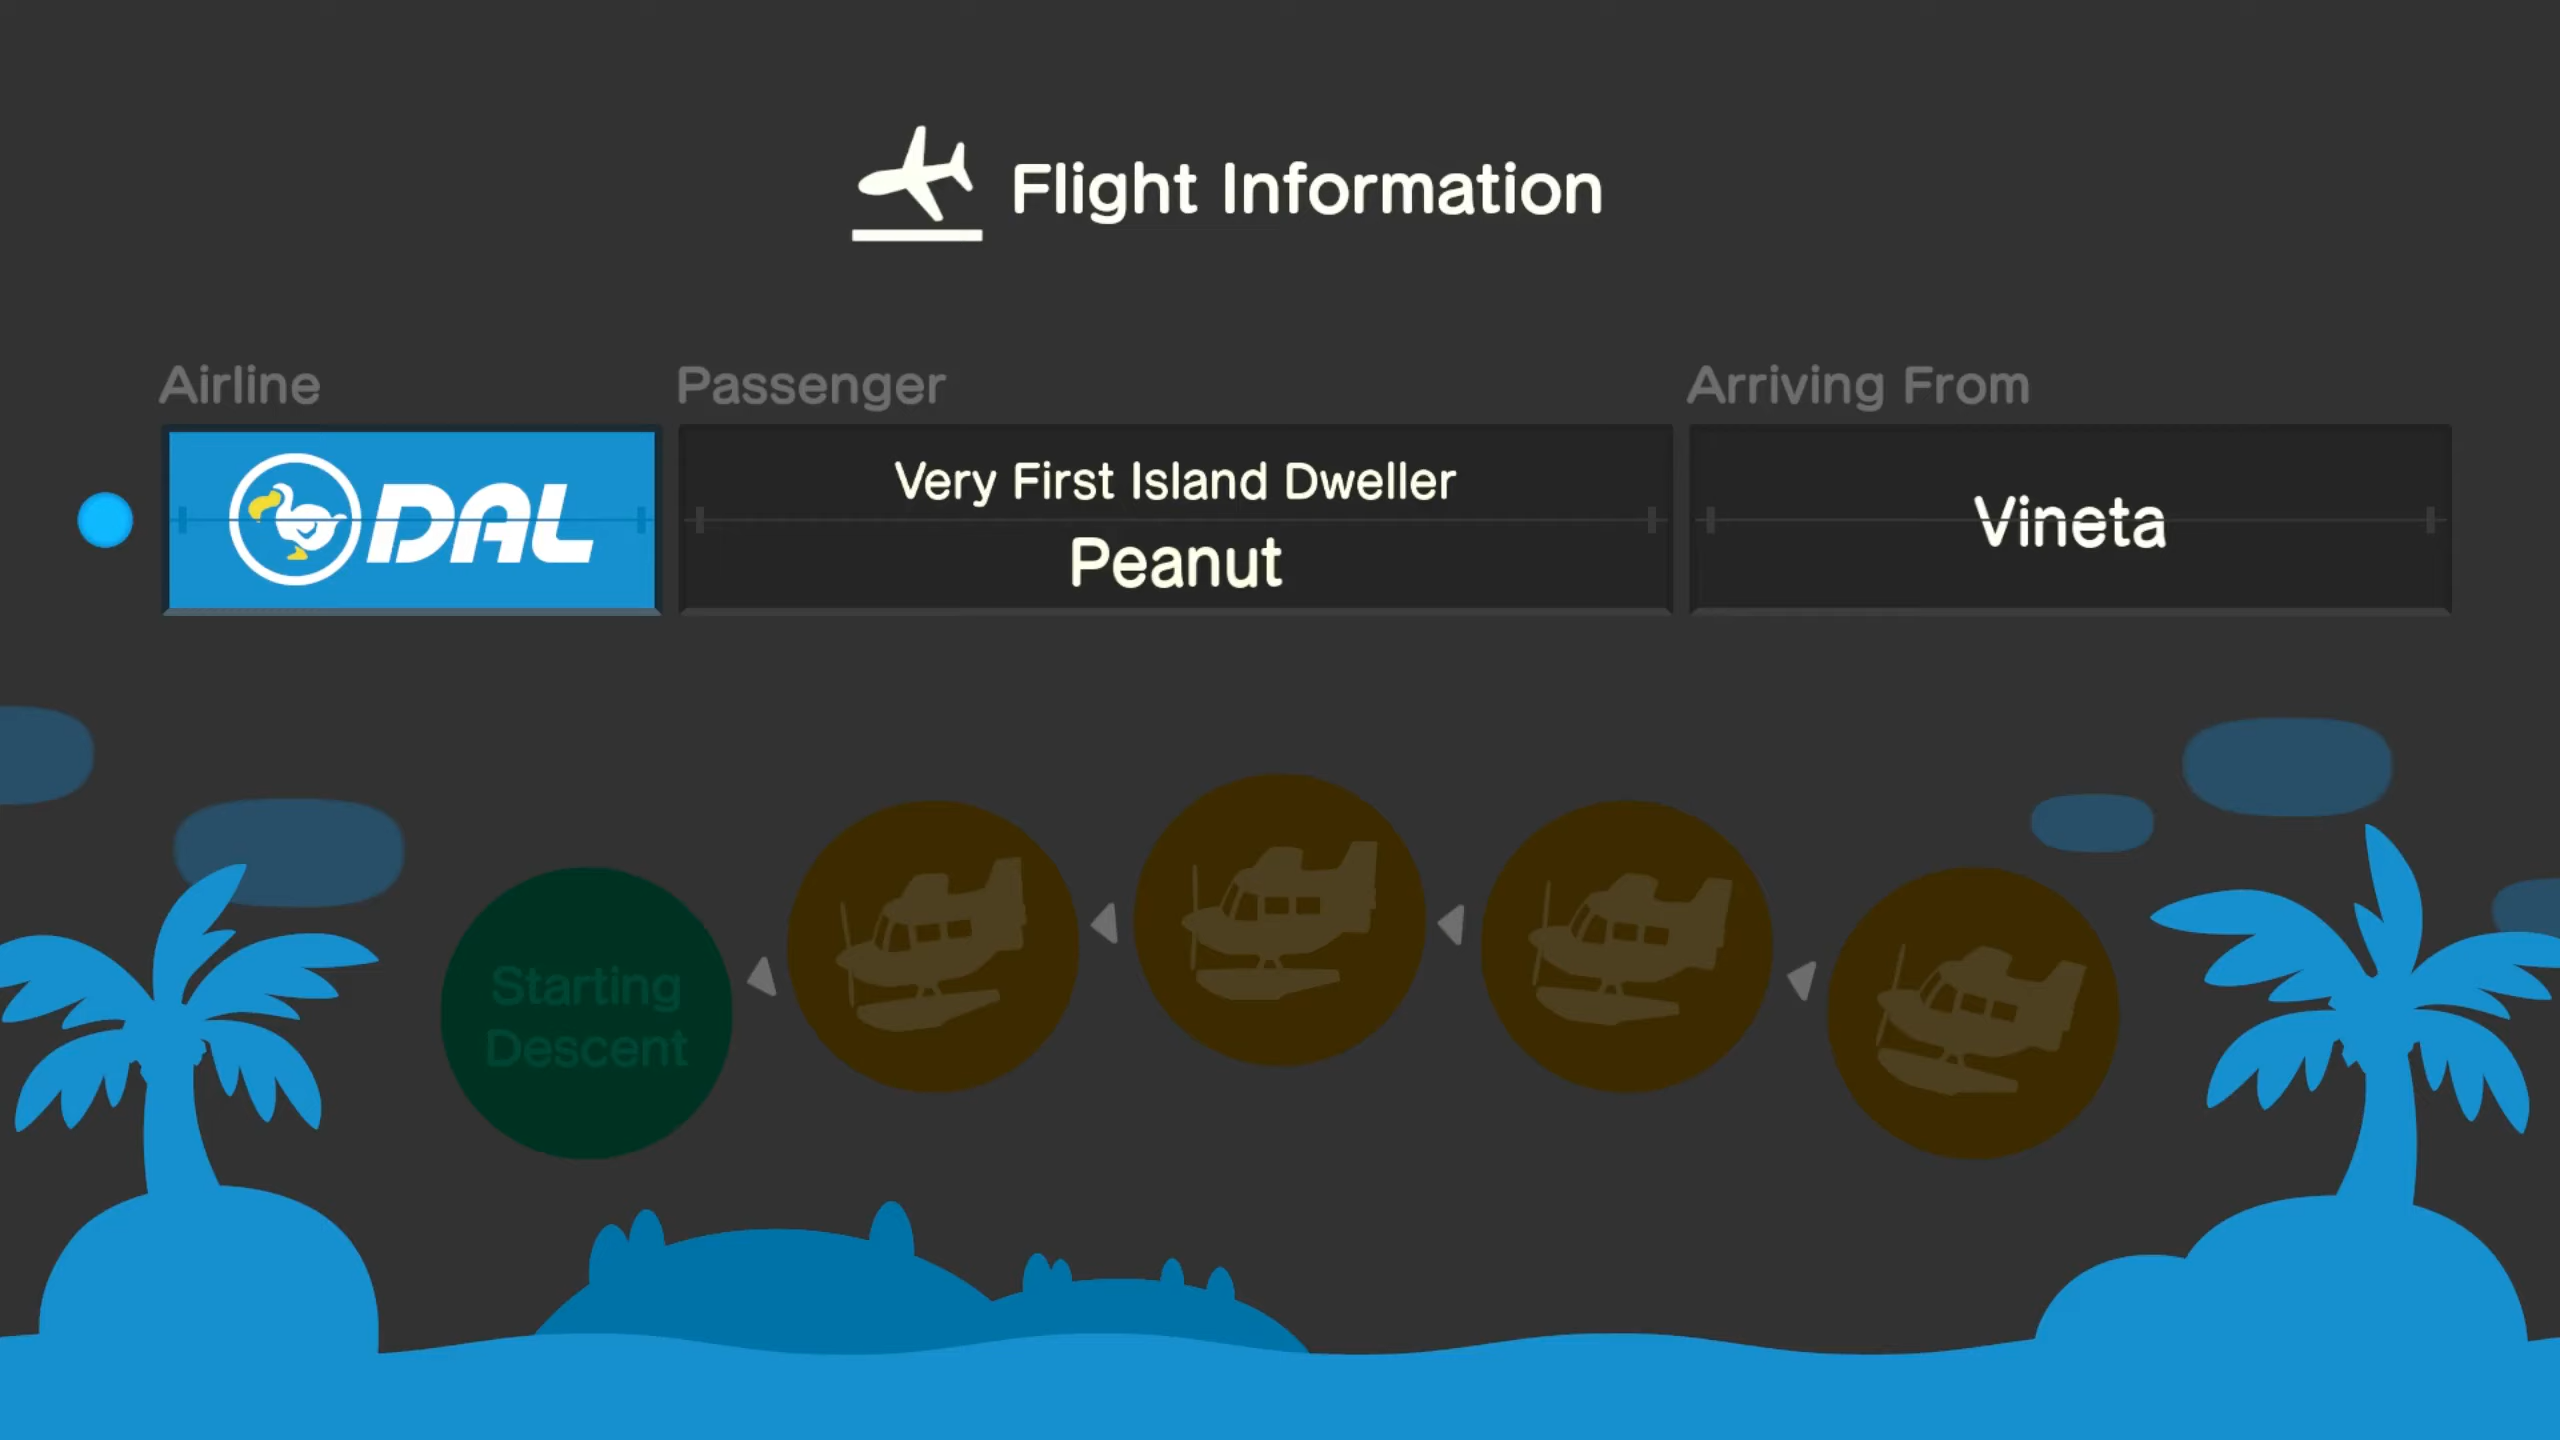 Flight Information
Airline
Passenger
Arriving From
DAL
Very First Island Dweller
Peanut
Vineta
Starting
Descent